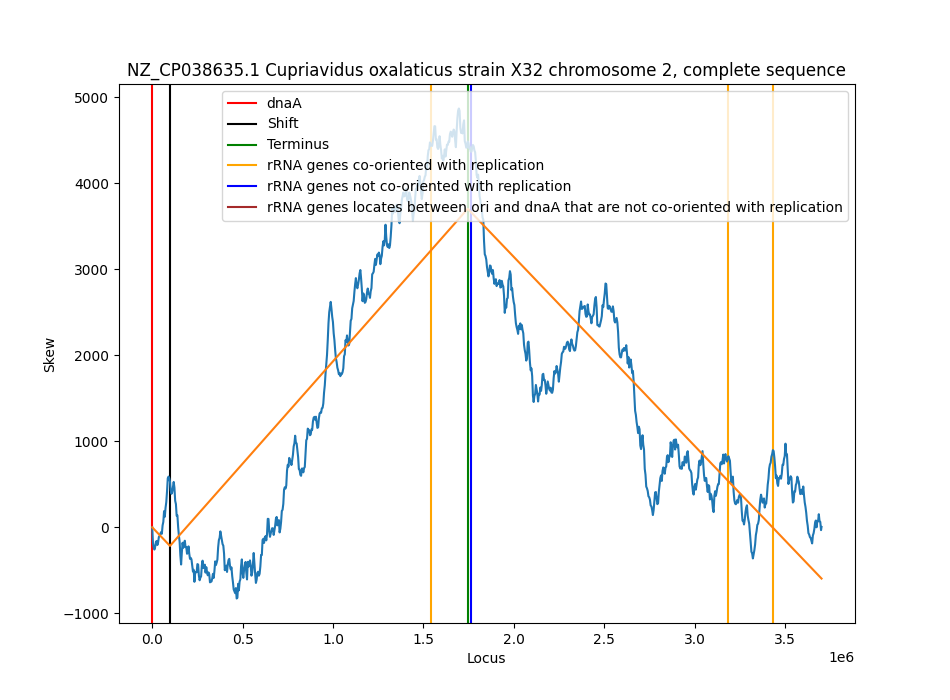 NZ_CP038635.1 Cupriavidus oxalaticus strain X32 chromosome 2, complete sequence
dnaA
Shift
Terminus
rRNA genes co-oriented with replication
rRNA genes not co-oriented with replication
rRNA genes locates between ori and dnaA that are not co-oriented with replication
5000
4000
3000
2000
1000
0
−1000
Skew
0.0 0.5 1.0 1.5 2.0 2.5 3.0 3.5
Locus
1e6